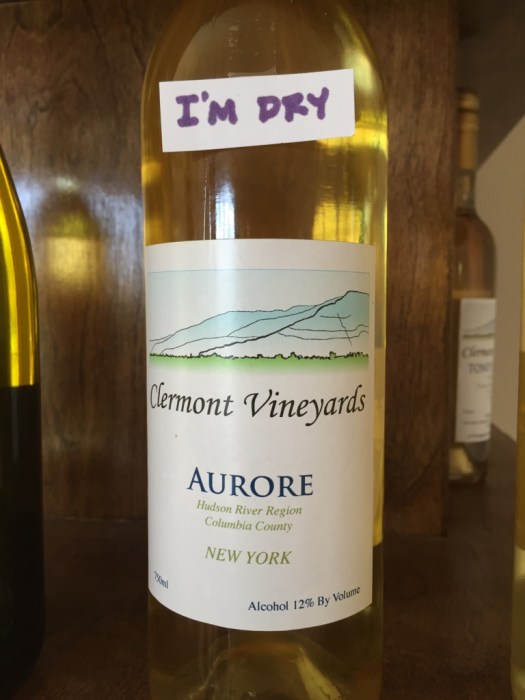 I'M DRY
Clermont Vineyards
AURORE
Hudson River Region
Columbia County
NEW YORK
750ml
Alcohol 12% By Volume